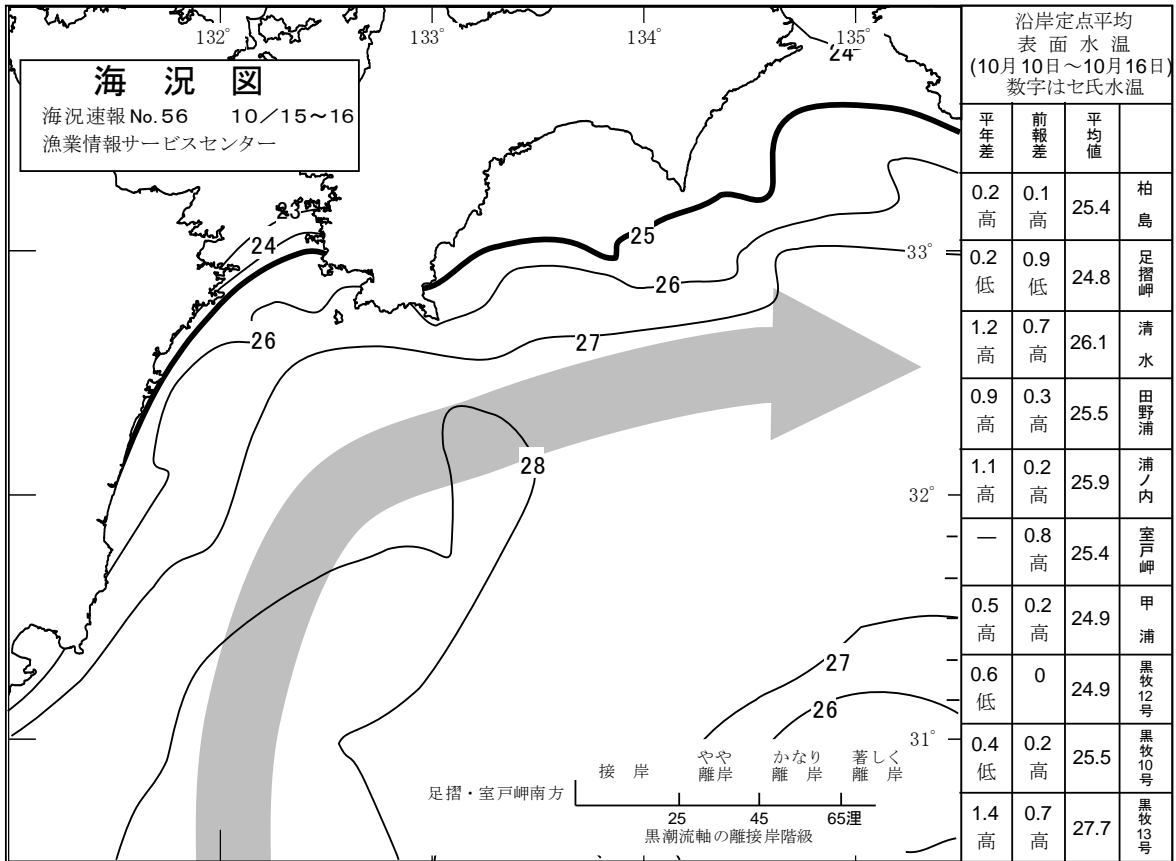 132°
133°
134°
135°
海 況 図
海況速報 No.56 10/15~16
漁業情報サービスセンター
24
23
24
25
33°
26
26
27
28
32°
27
26
31°
足摺・室戸岬南方
接 岸
やや
離岸
かなり
離 岸
著しく
離 岸
25 45 65浬
黒潮流軸の離接岸階級
沿岸定点平均
表 面 水 温
(10月10日~10月16日)
数字はセ氏水温
平年差 前報差 平均値
0.2高 0.1高 25.4 柏島
0.2低 0.9低 24.8 足摺岬
1.2高 0.7高 26.1 清水
0.9高 0.3高 25.5 田野浦
1.1高 0.2高 25.9 浦ノ内
― 0.8高 25.4 室戸岬
0.5高 0.2高 24.9 甲浦
0.6低 0 24.9 黒牧12号
0.4低 0.2高 25.5 黒牧10号
1.4高 0.7高 27.7 黒牧13号